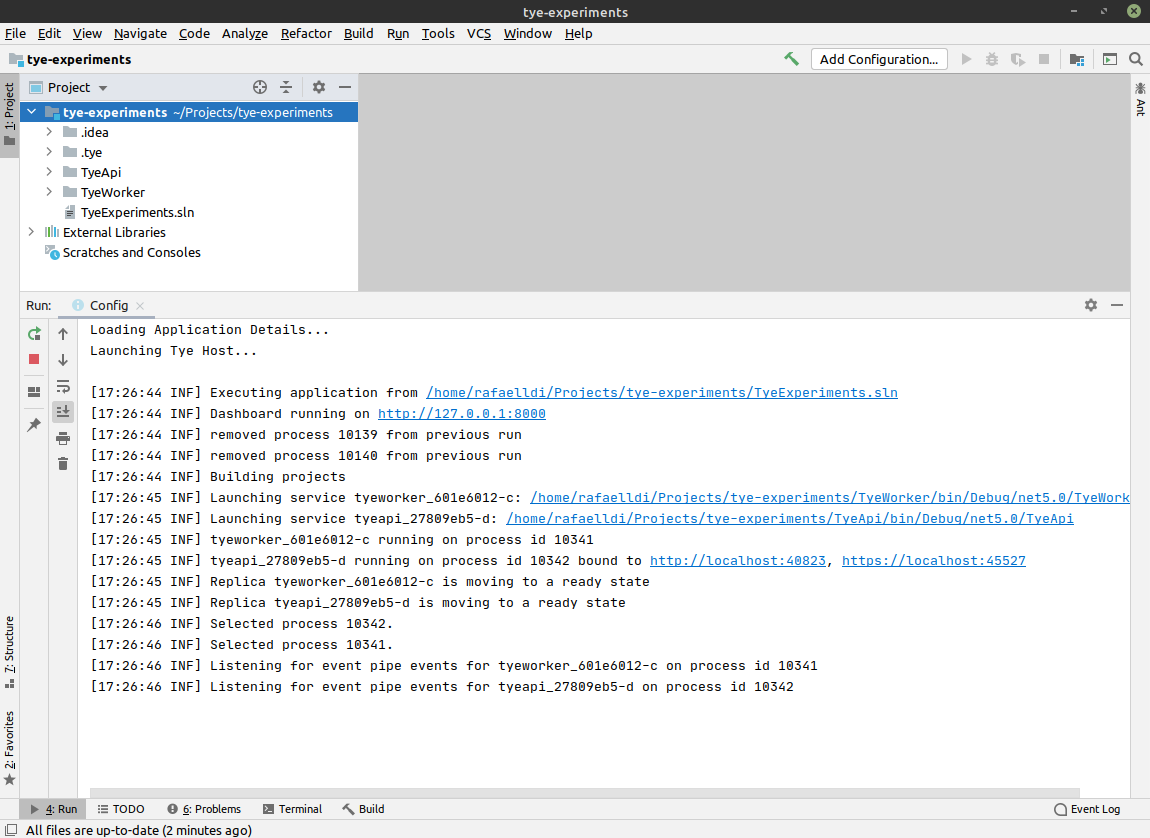 tye-experiments
File Edit View Navigate Code Analyze Refactor Build Run Tools VCS Window Help
tye-experiments
Add Configuration...
1: Project
Project
tye-experiments ~/Projects/tye-experiments
.idea
.tye
TyeApi
TyeWorker
TyeExperiments.sln
External Libraries
Scratches and Consoles
Ant
Run: Config
Loading Application Details...
Launching Tye Host...
[17:26:44 INF] Executing application from /home/rafaelldi/Projects/tye-experiments/TyeExperiments.sln
[17:26:44 INF] Dashboard running on http://127.0.0.1:8000
[17:26:44 INF] removed process 10139 from previous run
[17:26:44 INF] removed process 10140 from previous run
[17:26:44 INF] Building projects
[17:26:45 INF] Launching service tyeworker_601e6012-c: /home/rafaelldi/Projects/tye-experiments/TyeWorker/bin/Debug/net5.0/TyeWork
[17:26:45 INF] Launching service tyeapi_27809eb5-d: /home/rafaelldi/Projects/tye-experiments/TyeApi/bin/Debug/net5.0/TyeApi
[17:26:45 INF] tyeworker_601e6012-c running on process id 10341
[17:26:45 INF] tyeapi_27809eb5-d running on process id 10342 bound to http://localhost:40823, https://localhost:45527
[17:26:45 INF] Replica tyeworker_601e6012-c is moving to a ready state
[17:26:45 INF] Replica tyeapi_27809eb5-d is moving to a ready state
[17:26:46 INF] Selected process 10342.
[17:26:46 INF] Selected process 10341.
[17:26:46 INF] Listening for event pipe events for tyeworker_601e6012-c on process id 10341
[17:26:46 INF] Listening for event pipe events for tyeapi_27809eb5-d on process id 10342
7: Structure
2: Favorites
4: Run TODO 6: Problems Terminal Build Event Log
All files are up-to-date (2 minutes ago)